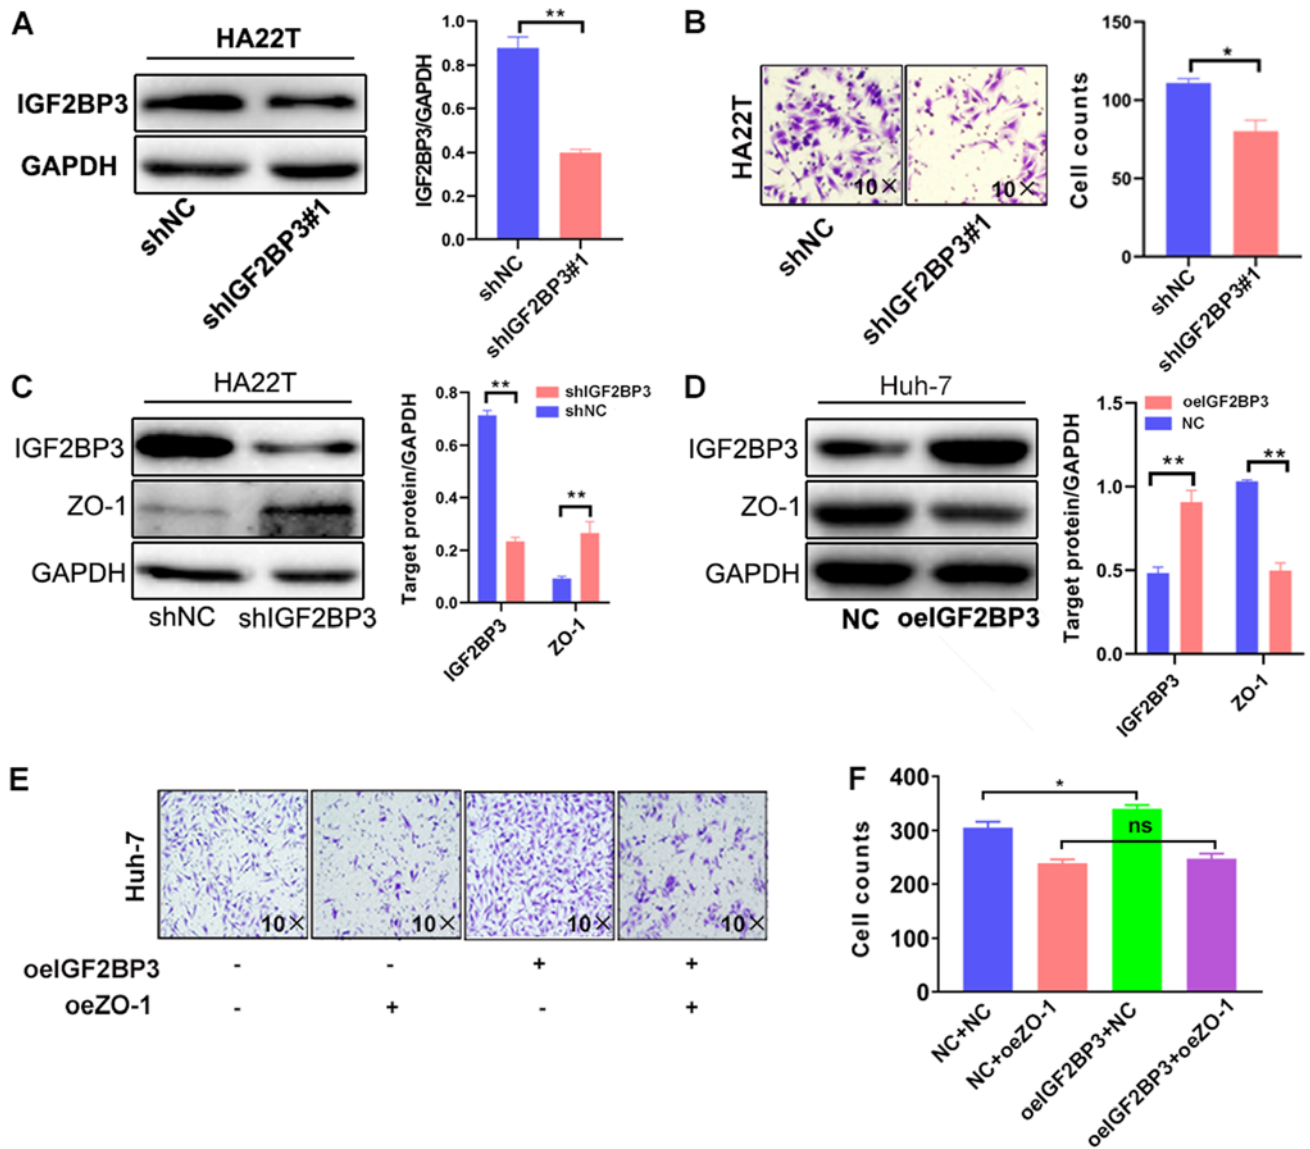 A
HA22T
IGF2BP3
GAPDH
shNC
shIGF2BP3#1
IGF2BP3/GAPDH
1.0
0.8
0.6
0.4
0.2
0.0
**
shNC
shIGF2BP3#1
B
HA22T
10×
10×
shNC
shIGF2BP3#1
Cell counts
150
100
50
0
*
shNC
shIGF2BP3#1
C
HA22T
IGF2BP3
ZO-1
GAPDH
shNC shIGF2BP3
Target protein/GAPDH
0.8
0.6
0.4
0.2
0.0
**
**
shIGF2BP3
shNC
IGF2BP3
ZO-1
D
Huh-7
IGF2BP3
ZO-1
GAPDH
NC oeIGF2BP3
Target protein/GAPDH
1.5
1.0
0.5
0.0
oeIGF2BP3
NC
**
**
IGF2BP3
ZO-1
E
Huh-7
10×
10×
10×
10×
oeIGF2BP3 - - + +
oeZO-1 - + - +
F
Cell counts
400
300
200
100
0
*
ns
NC+NC
NC+oeZO-1
oeIGF2BP3+NC
oeIGF2BP3+oeZO-1